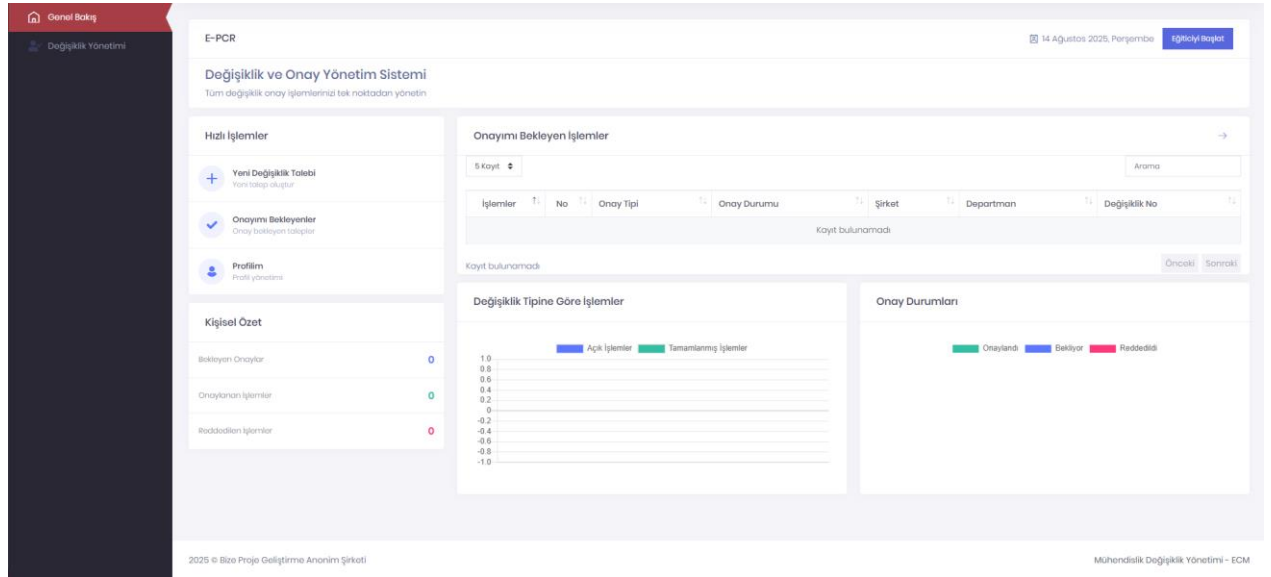 Genel Bakış
Değişiklik Yönetimi
E-PCR
14 Ağustos 2025, Perşembe
Eğiticiyi Başlat
Değişiklik ve Onay Yönetim Sistemi
Tüm değişiklik onay işlemlerinizi tek noktadan yönetin
Hızlı İşlemler
Yeni Değişiklik Talebi
Yeni talep oluştur
Onayımı Bekleyenler
Onay bekleyen talepler
Profilim
Profil yönetimi
Kişisel Özet
Bekleyen Onaylar 0
Onaylanan İşlemler 0
Reddedilen İşlemler 0
Onayımı Bekleyen İşlemler
5 Kayıt
Arama
İşlemler No Onay Tipi Onay Durumu Şirket Departman Değişiklik No
Kayıt bulunamadı
Kayıt bulunamadı
Önceki Sonraki
Değişiklik Tipine Göre İşlemler
Açık İşlemler Tamamlanmış İşlemler
1.0
0.8
0.6
0.4
0.2
0
-0.2
-0.4
-0.6
-0.8
-1.0
Onay Durumları
Onaylandı Bekliyor Reddedildi
2025 © Bize Proje Geliştirme Anonim Şirketi
Mühendislik Değişiklik Yönetimi - ECM